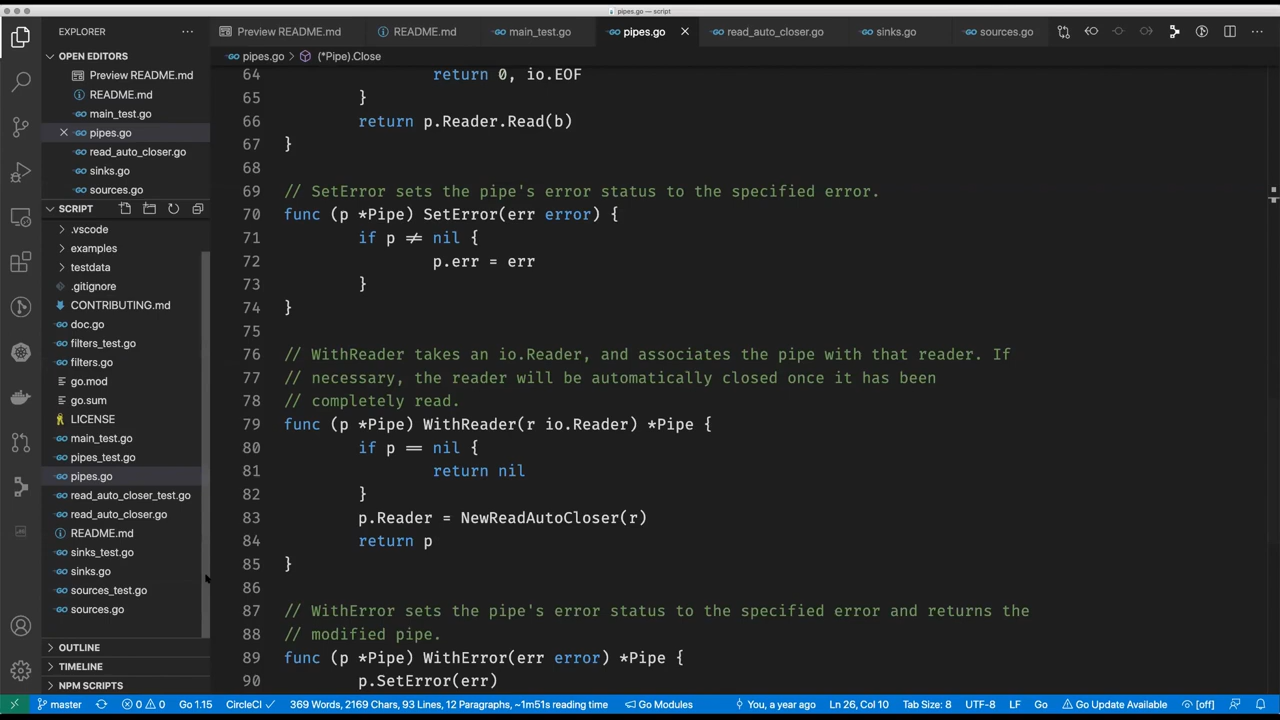 pipes.go — script
EXPLORER
Preview README.md
README.md
main_test.go
pipes.go
read_auto_closer.go
sinks.go
sources.go
OPEN EDITORS
Preview README.md
README.md
main_test.go
pipes.go
read_auto_closer.go
sinks.go
sources.go
SCRIPT
.vscode
examples
testdata
.gitignore
CONTRIBUTING.md
doc.go
filters_test.go
filters.go
go.mod
go.sum
LICENSE
main_test.go
pipes_test.go
pipes.go
read_auto_closer_test.go
read_auto_closer.go
README.md
sinks_test.go
sinks.go
sources_test.go
sources.go
OUTLINE
TIMELINE
NPM SCRIPTS
pipes.go > (*Pipe).Close
64 return 0, io.EOF
65 }
66 return p.Reader.Read(b)
67 }
68
69 // SetError sets the pipe's error status to the specified error.
70 func (p *Pipe) SetError(err error) {
71 if p ≠ nil {
72 p.err = err
73 }
74 }
75
76 // WithReader takes an io.Reader, and associates the pipe with that reader. If
77 // necessary, the reader will be automatically closed once it has been
78 // completely read.
79 func (p *Pipe) WithReader(r io.Reader) *Pipe {
80 if p == nil {
81 return nil
82 }
83 p.Reader = NewReadAutoCloser(r)
84 return p
85 }
86
87 // WithError sets the pipe's error status to the specified error and returns the
88 // modified pipe.
89 func (p *Pipe) WithError(err error) *Pipe {
90 p.SetError(err)
master 0 0 Go 1.15 CircleCI ✓ 369 Words, 2169 Chars, 93 Lines, 12 Paragraphs, ~1m51s reading time Go Modules You, a year ago Ln 26, Col 10 Tab Size: 8 UTF-8 LF Go Go Update Available [off]